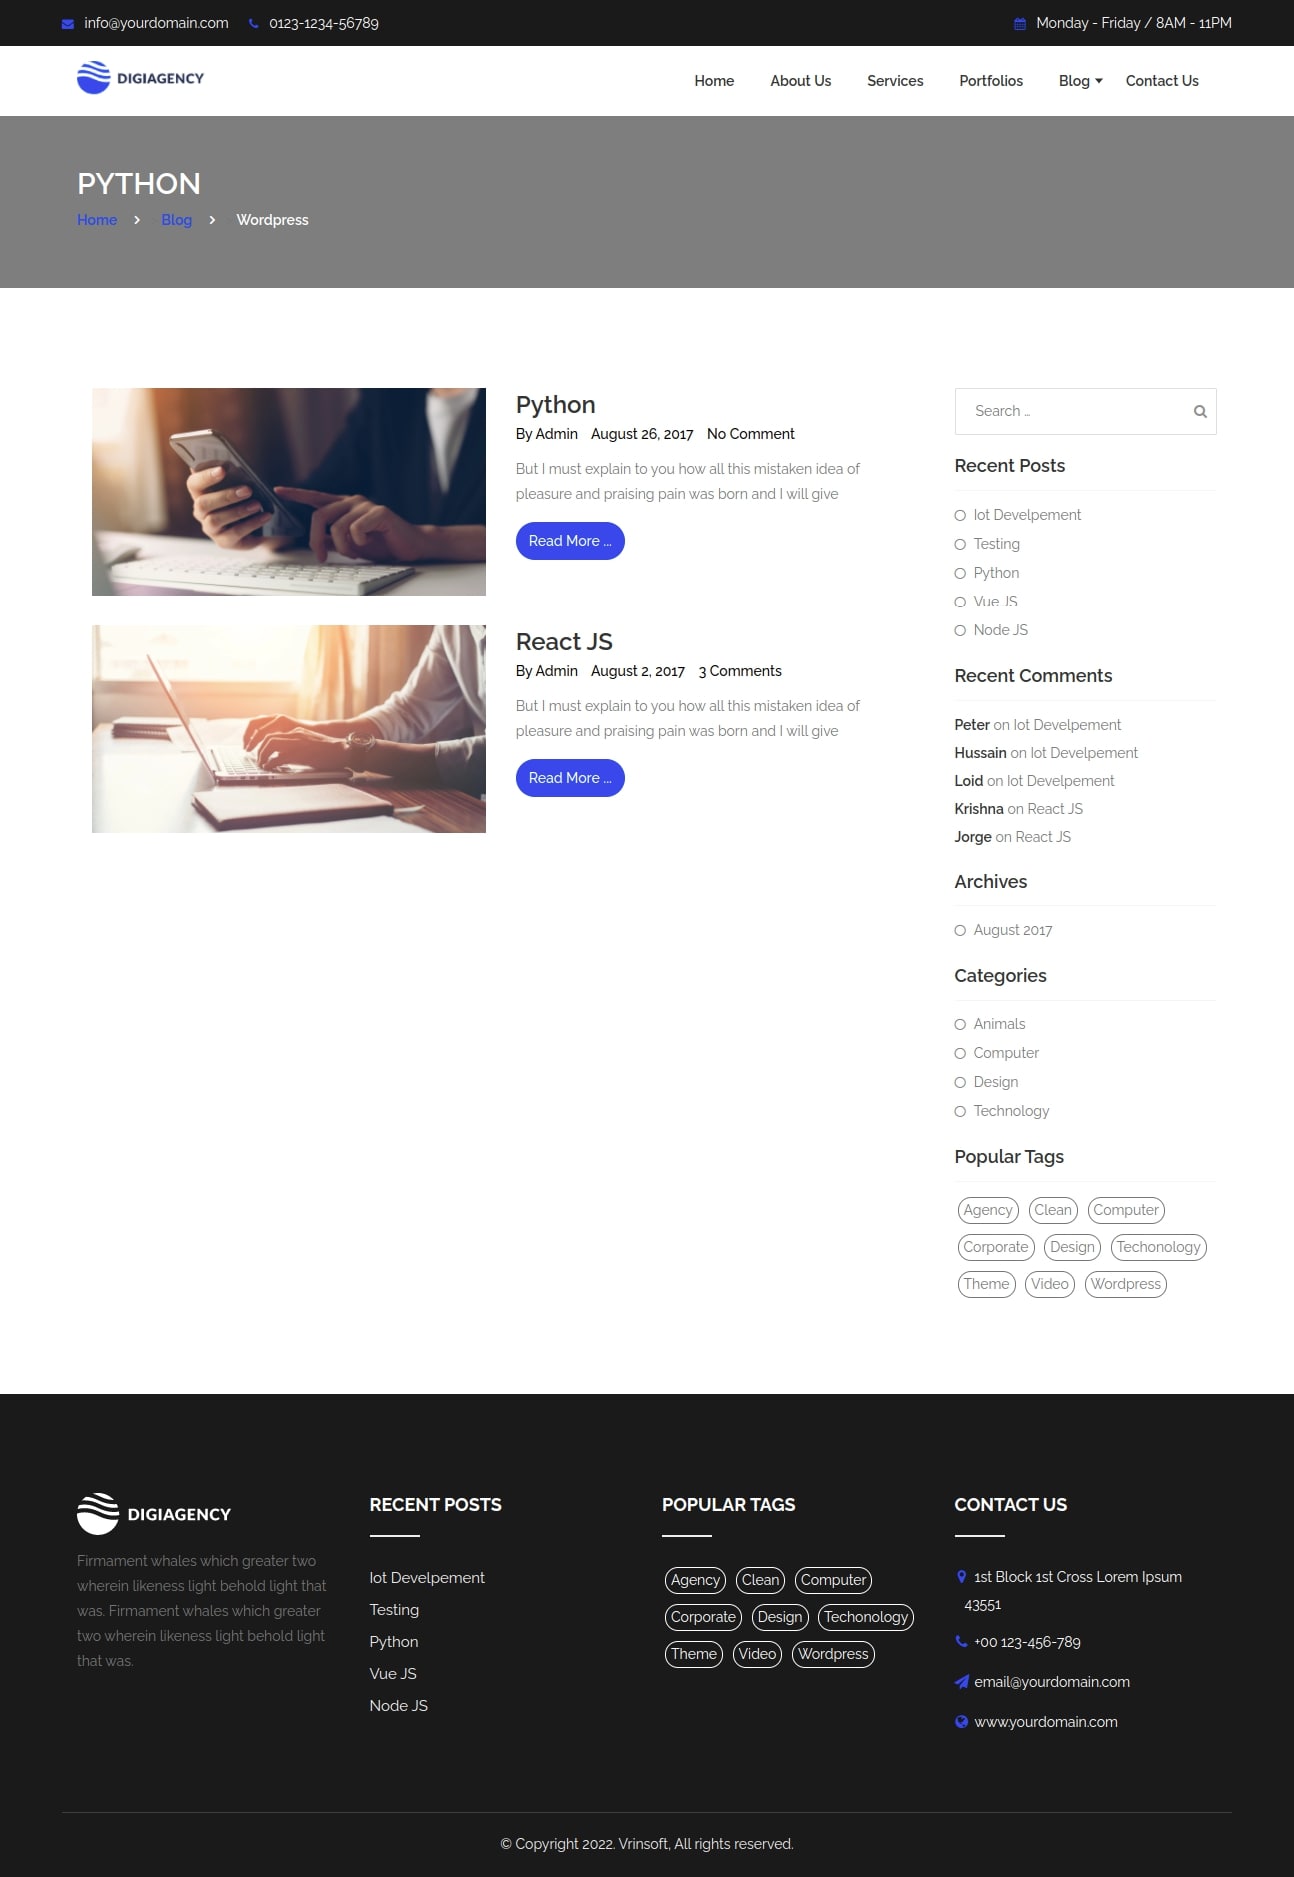 info@yourdomain.com 0123-1234-56789 Monday - Friday / 8AM - 11PM
DIGIAGENCY Home About Us Services Portfolios Blog Contact Us
PYTHON
Home Blog Wordpress
Python
By Admin August 26, 2017 No Comment
But I must explain to you how all this mistaken idea of
pleasure and praising pain was born and I will give
Read More ...
React JS
By Admin August 2, 2017 3 Comments
But I must explain to you how all this mistaken idea of
pleasure and praising pain was born and I will give
Read More ...
Search ...
Recent Posts
Iot Develpement
Testing
Python
Vue JS
Node JS
Recent Comments
Peter on Iot Develpement
Hussain on Iot Develpement
Loid on Iot Develpement
Krishna on React JS
Jorge on React JS
Archives
August 2017
Categories
Animals
Computer
Design
Technology
Popular Tags
Agency Clean Computer
Corporate Design Techonology
Theme Video Wordpress
DIGIAGENCY
Firmament whales which greater two
wherein likeness light behold light that
was. Firmament whales which greater
two wherein likeness light behold light
that was.
RECENT POSTS
Iot Develpement
Testing
Python
Vue JS
Node JS
POPULAR TAGS
Agency Clean Computer
Corporate Design Techonology
Theme Video Wordpress
CONTACT US
1st Block 1st Cross Lorem Ipsum
43551
+00 123-456-789
email@yourdomain.com
www.yourdomain.com
© Copyright 2022. Vrinsoft, All rights reserved.